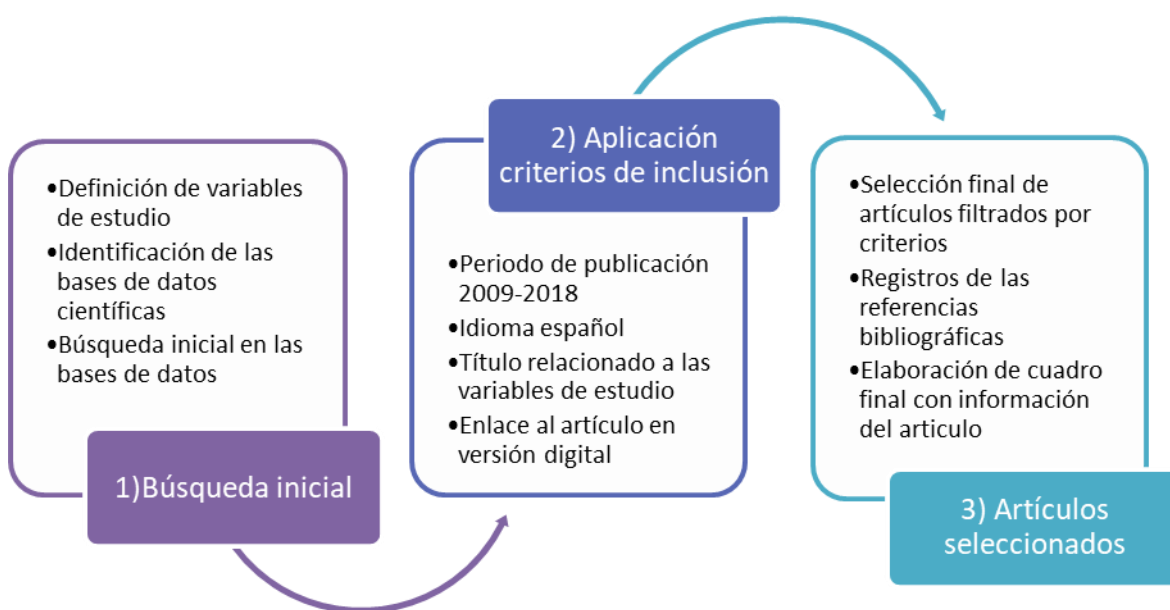 •Definición de variables
de estudio
•Identificación de las
bases de datos
científicas
•Búsqueda inicial en las
bases de datos
1)Búsqueda inicial
2) Aplicación
criterios de inclusión
•Periodo de publicación
2009-2018
•Idioma español
•Título relacionado a las
variables de estudio
•Enlace al artículo en
versión digital
•Selección final de
artículos filtrados por
criterios
•Registros de las
referencias
bibliográficas
•Elaboración de cuadro
final con información
del articulo
3) Artículos
seleccionados